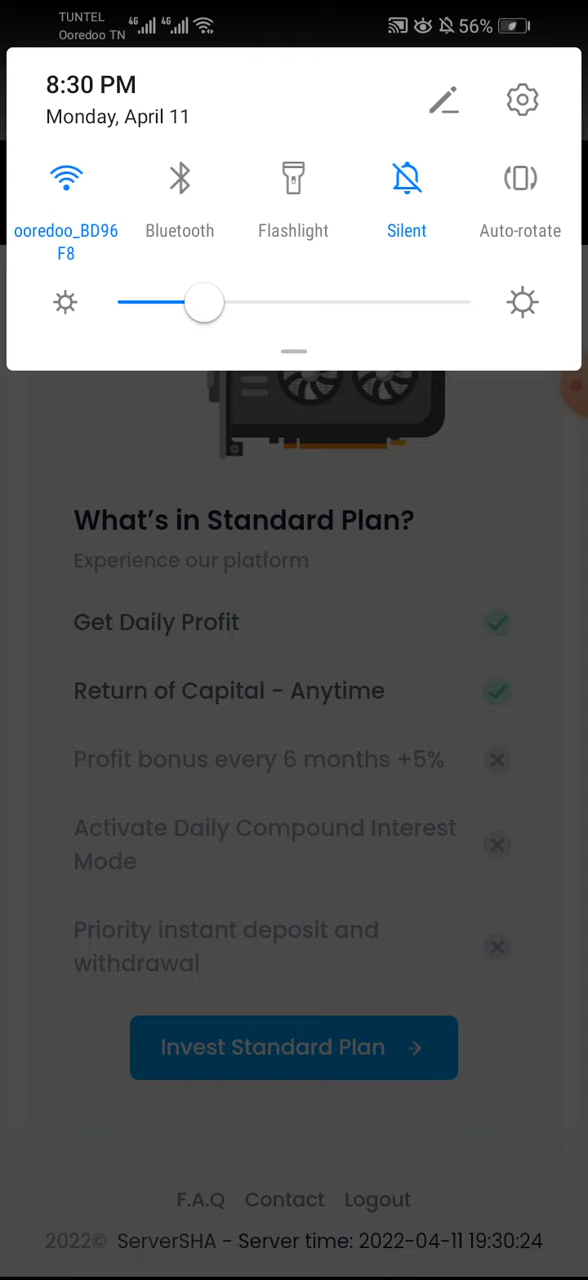 TUNTEL
Ooredoo TN
4G
4G
56%
8:30 PM
Monday, April 11
ooredoo_BD96
F8
Bluetooth
Flashlight
Silent
Auto-rotate
What's in Standard Plan?
Experience our platform
Get Daily Profit
Return of Capital - Anytime
Profit bonus every 6 months +5%
Activate Daily Compound Interest
Mode
Priority instant deposit and
withdrawal
Invest Standard Plan →
F.A.Q Contact Logout
2022© ServerSHA - Server time: 2022-04-11 19:30:24